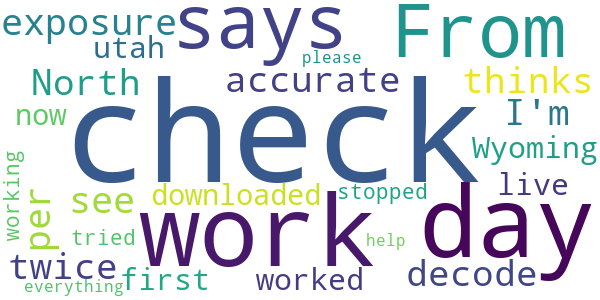 exposure says From
utah
please
North accurate thinks
check
now I'm
Wyoming
working per see downloaded stopped live
work day
tried
help
twice first worked decode
everything